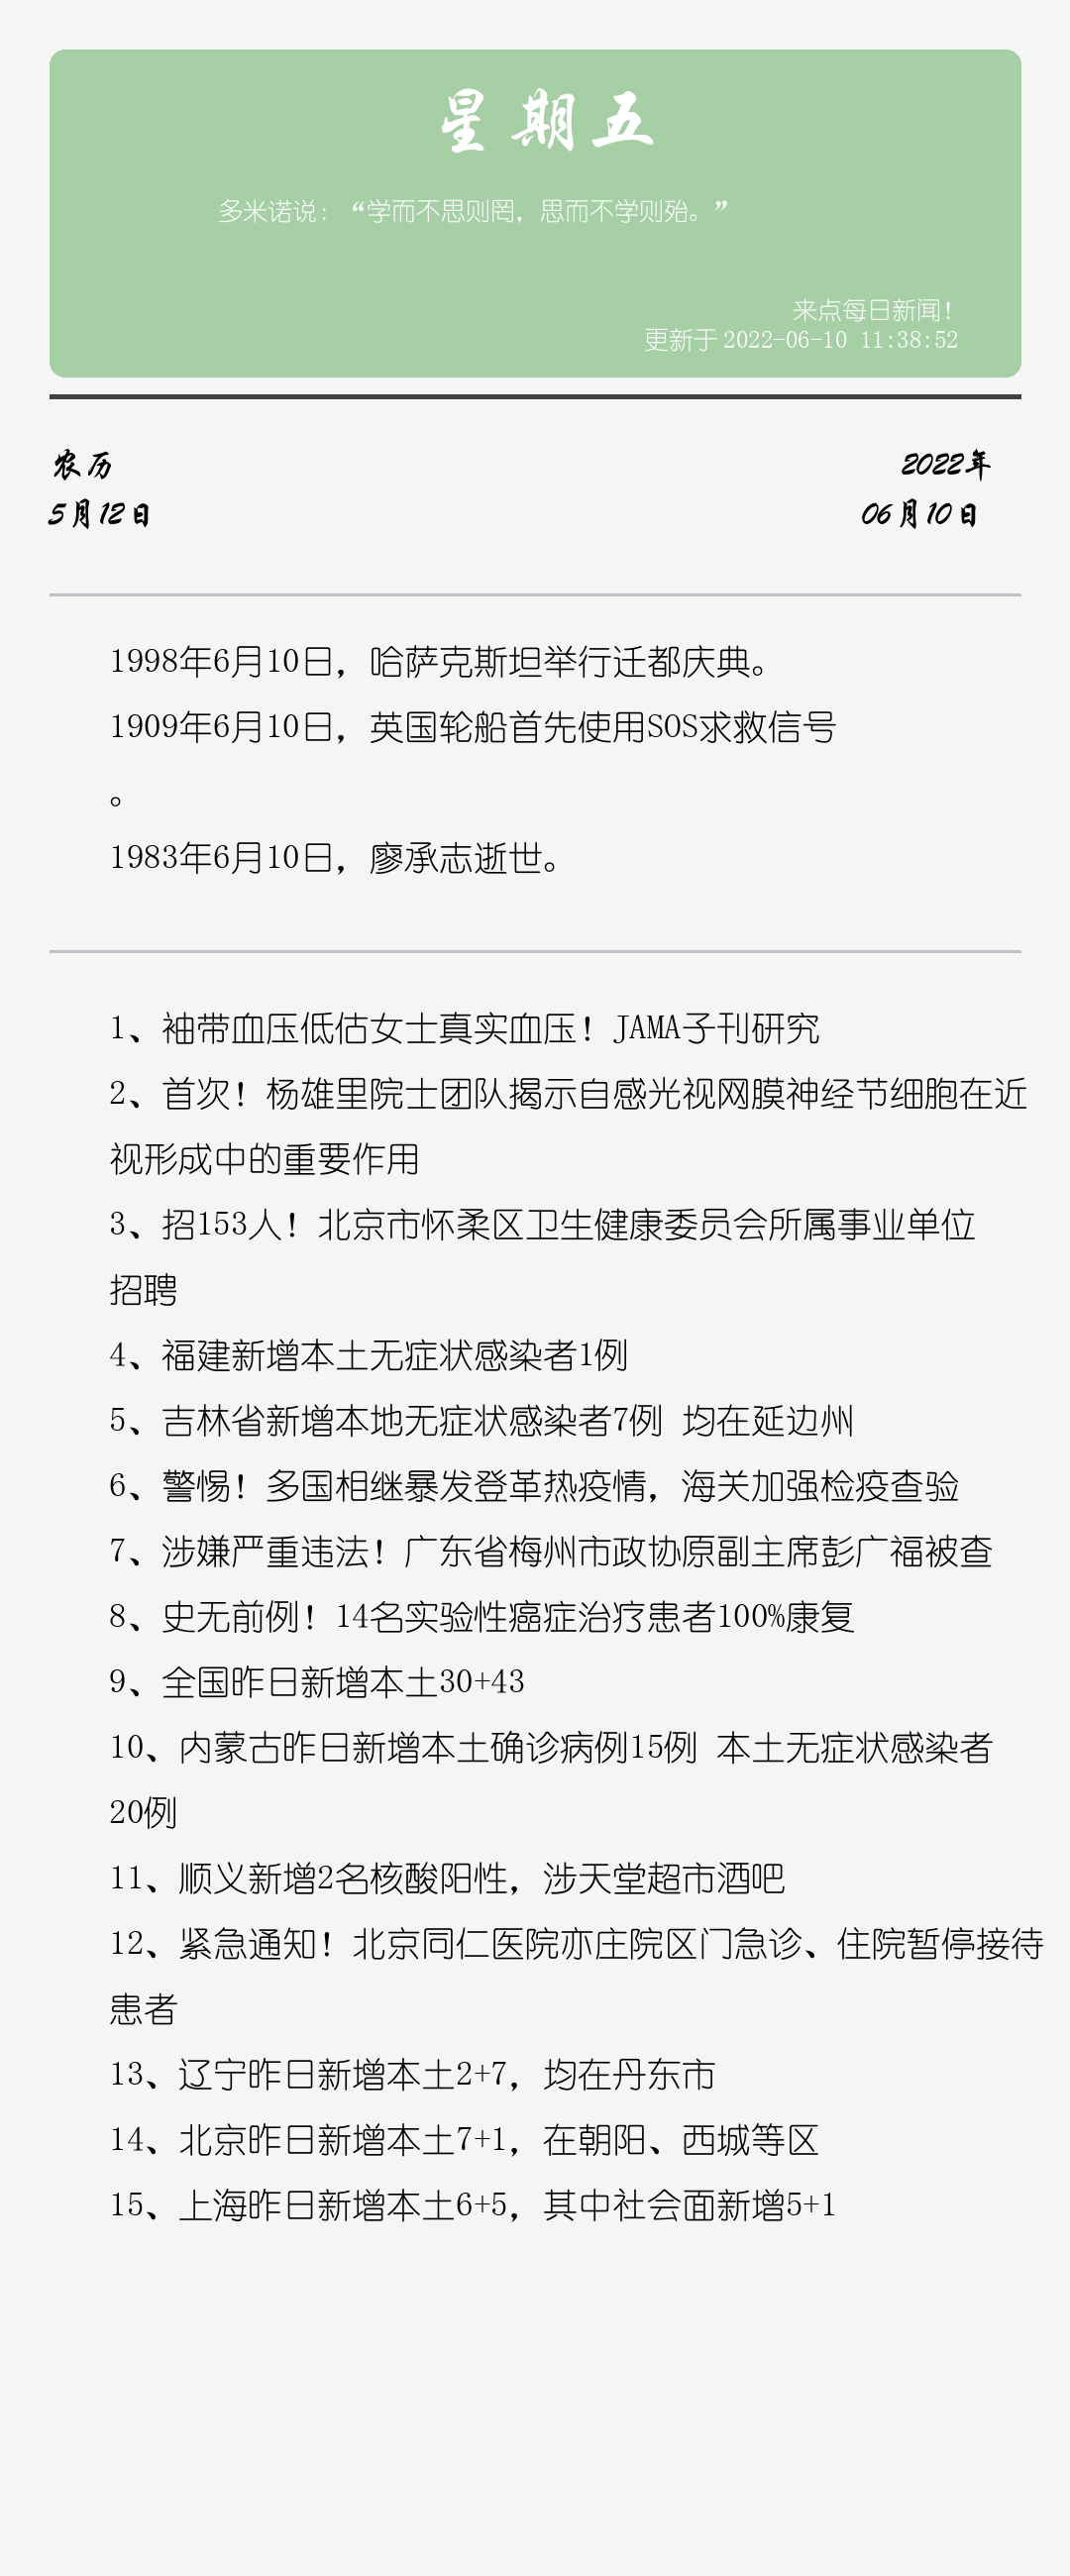 星期五
多米诺说：“学而不思则罔，思而不学则殆。”
来点每日新闻！
更新于 2022-06-10 11:38:52
农历
2022年
5月12日
06月10日
1998年6月10日，哈萨克斯坦举行迁都庆典。
1909年6月10日，英国轮船首先使用SOS求救信号
。
1983年6月10日，廖承志逝世。
1、袖带血压低估女士真实血压！JAMA子刊研究
2、首次！杨雄里院士团队揭示自感光视网膜神经节细胞在近
视形成中的重要作用
3、招153人！北京市怀柔区卫生健康委员会所属事业单位
招聘
4、福建新增本土无症状感染者1例
5、吉林省新增本地无症状感染者7例 均在延边州
6、警惕！多国相继暴发登革热疫情，海关加强检疫查验
7、涉嫌严重违法！广东省梅州市政协原副主席彭广福被查
8、史无前例！14名实验性癌症治疗患者100%康复
9、全国昨日新增本土30+43
10、内蒙古昨日新增本土确诊病例15例 本土无症状感染者
20例
11、顺义新增2名核酸阳性，涉天堂超市酒吧
12、紧急通知！北京同仁医院亦庄院区门急诊、住院暂停接待
患者
13、辽宁昨日新增本土2+7，均在丹东市
14、北京昨日新增本土7+1，在朝阳、西城等区
15、上海昨日新增本土6+5，其中社会面新增5+1